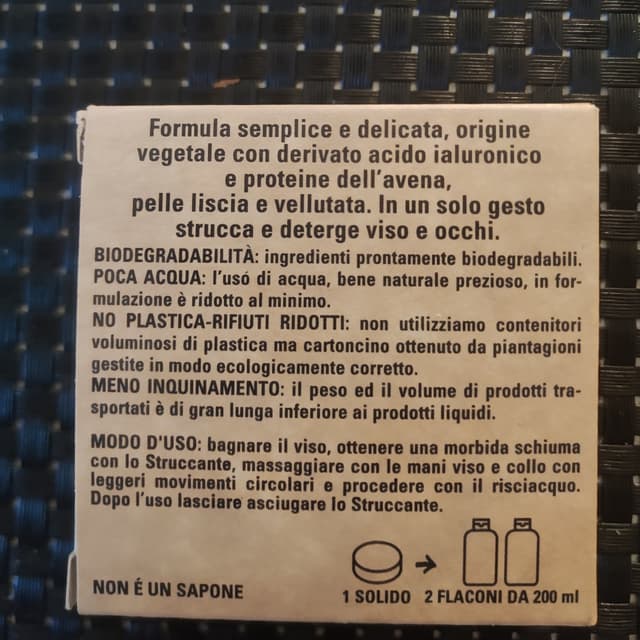 Formula semplice e delicata, origine
vegetale con derivato acido ialuronico
e proteine dell'avena,
pelle liscia e vellutata. In un solo gesto
strucca e deterge viso e occhi.
BIODEGRADABILITÀ: ingredienti prontamente biodegradabili.
POCA ACQUA: l'usó di acqua, bene naturale prezioso, in for-
mulazione è ridotto al minimo.
NO PLASTICA-RIFIUTI RIDOTTI: non utilizziamo contenitori
voluminosi di plastica ma cartoncino ottenuto da piantagioni
gestite in modo ecologicamente corretto.
MENO INQUINAMENTO: il peso ed il volume di prodotti tra-
sportati è di gran lunga inferiore ai prodotti liquidi.
MODO D'USO: bagnare il viso, ottenere una morbida schiuma
con lo Struccante, massaggiare con le mani viso e collo con
leggeri movimenti circolari e procedere con il risciacquo.
Dopo l'uso lasciare asciugare lo Struccante.
NON É UN SAPONE
1 SOLIDO 2 FLACONI DA 200 ml